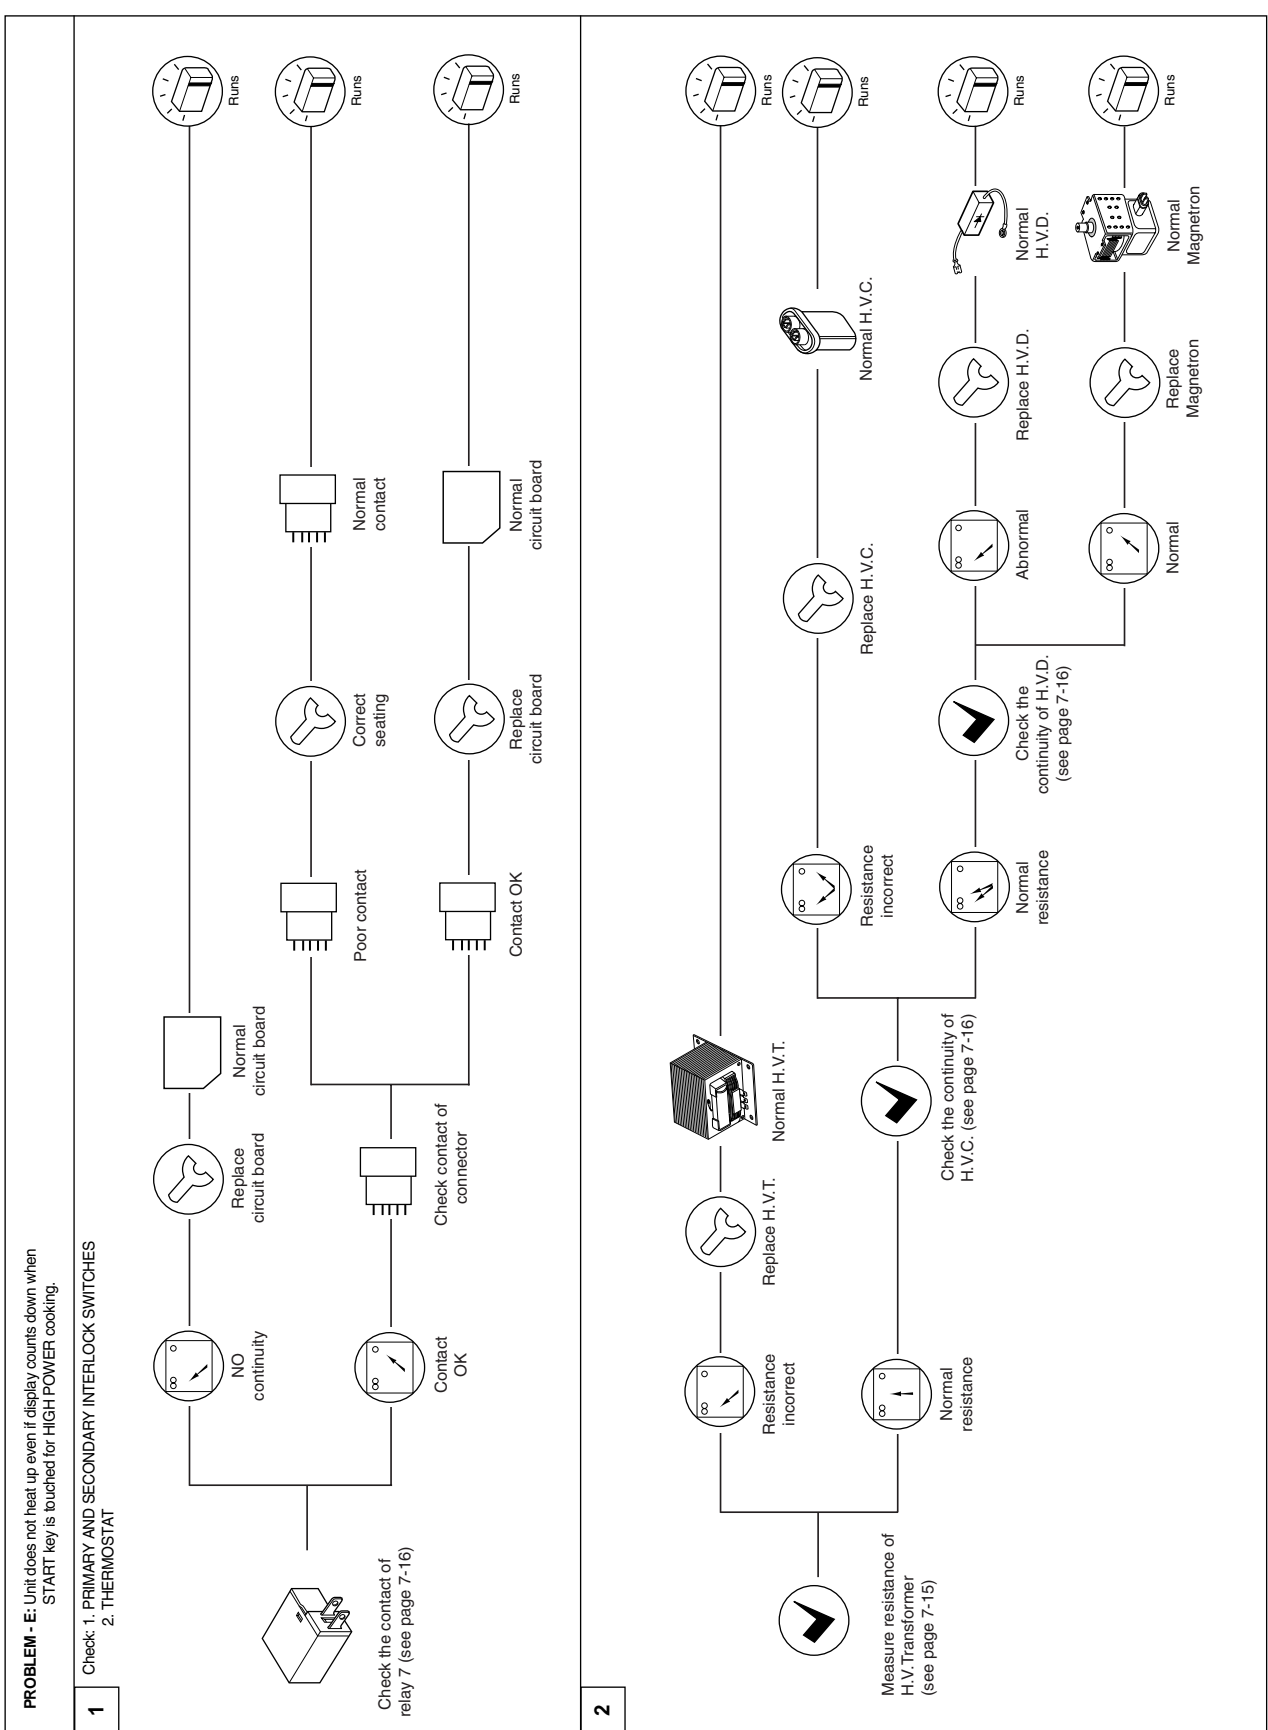 PROBLEM - E: Unit does not heat up even if display counts down when
START key is touched for HIGH POWER cooking.
Check: 1. PRIMARY AND SECONDARY INTERLOCK SWITCHES
2. THERMOSTAT
1
Check the contact of
relay 7 (see page 7-16)
NO
continuity
Replace
circuit board
Normal
circuit board
Runs
Contact
OK
Check contact of
connector
Poor contact
Correct
seating
Normal
contact
Runs
Contact OK
Replace
circuit board
Normal
circuit board
Runs
2
Measure resistance of
H.V.Transformer
(see page 7-15)
Resistance
incorrect
Replace H.V.T.
Normal H.V.T.
Runs
Normal
resistance
Check the continuity of
H.V.C. (see page 7-16)
Resistance
incorrect
Replace H.V.C.
Normal H.V.C.
Runs
Normal
resistance
Check the
continuity of H.V.D.
(see page 7-16)
Abnormal
Replace H.V.D.
Normal
H.V.D.
Runs
Normal
Replace
Magnetron
Normal
Magnetron
Runs